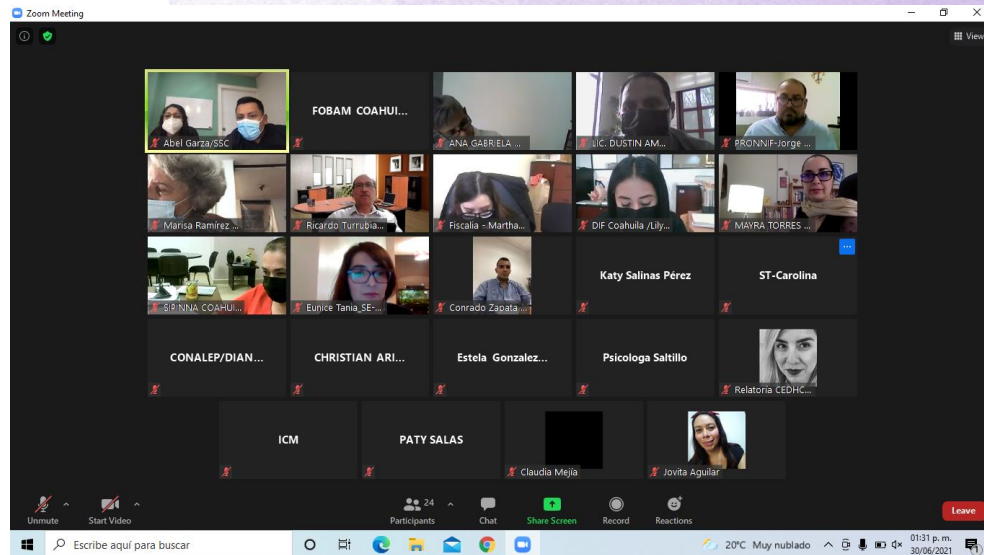 Zoom Meeting
View
Abel Garza/SSC
FOBAM COAHUI...
ANA GABRIELA ...
LIC. DUSTIN AM...
PRONNIF-Jorge ...
Marisa Ramírez ...
Ricardo Turrubia...
Fiscalia - Martha...
DIF Coahuila /Lily...
MAYRA TORRES ...
SIPINNA COAHUI...
Eunice Tania_SE-...
Conrado Zapata ...
Katy Salinas Pérez
ST-Carolina
CONALEP/DIAN...
CHRISTIAN ARI...
Estela Gonzalez...
Psicologa Saltillo
Relatoria CEDHC...
ICM
PATY SALAS
Claudia Mejía
Jovita Aguilar
Unmute
Start Video
24
Participants
Chat
Share Screen
Record
Reactions
Leave
Escribe aquí para buscar
20°C Muy nublado
01:31 p. m.
30/06/2021